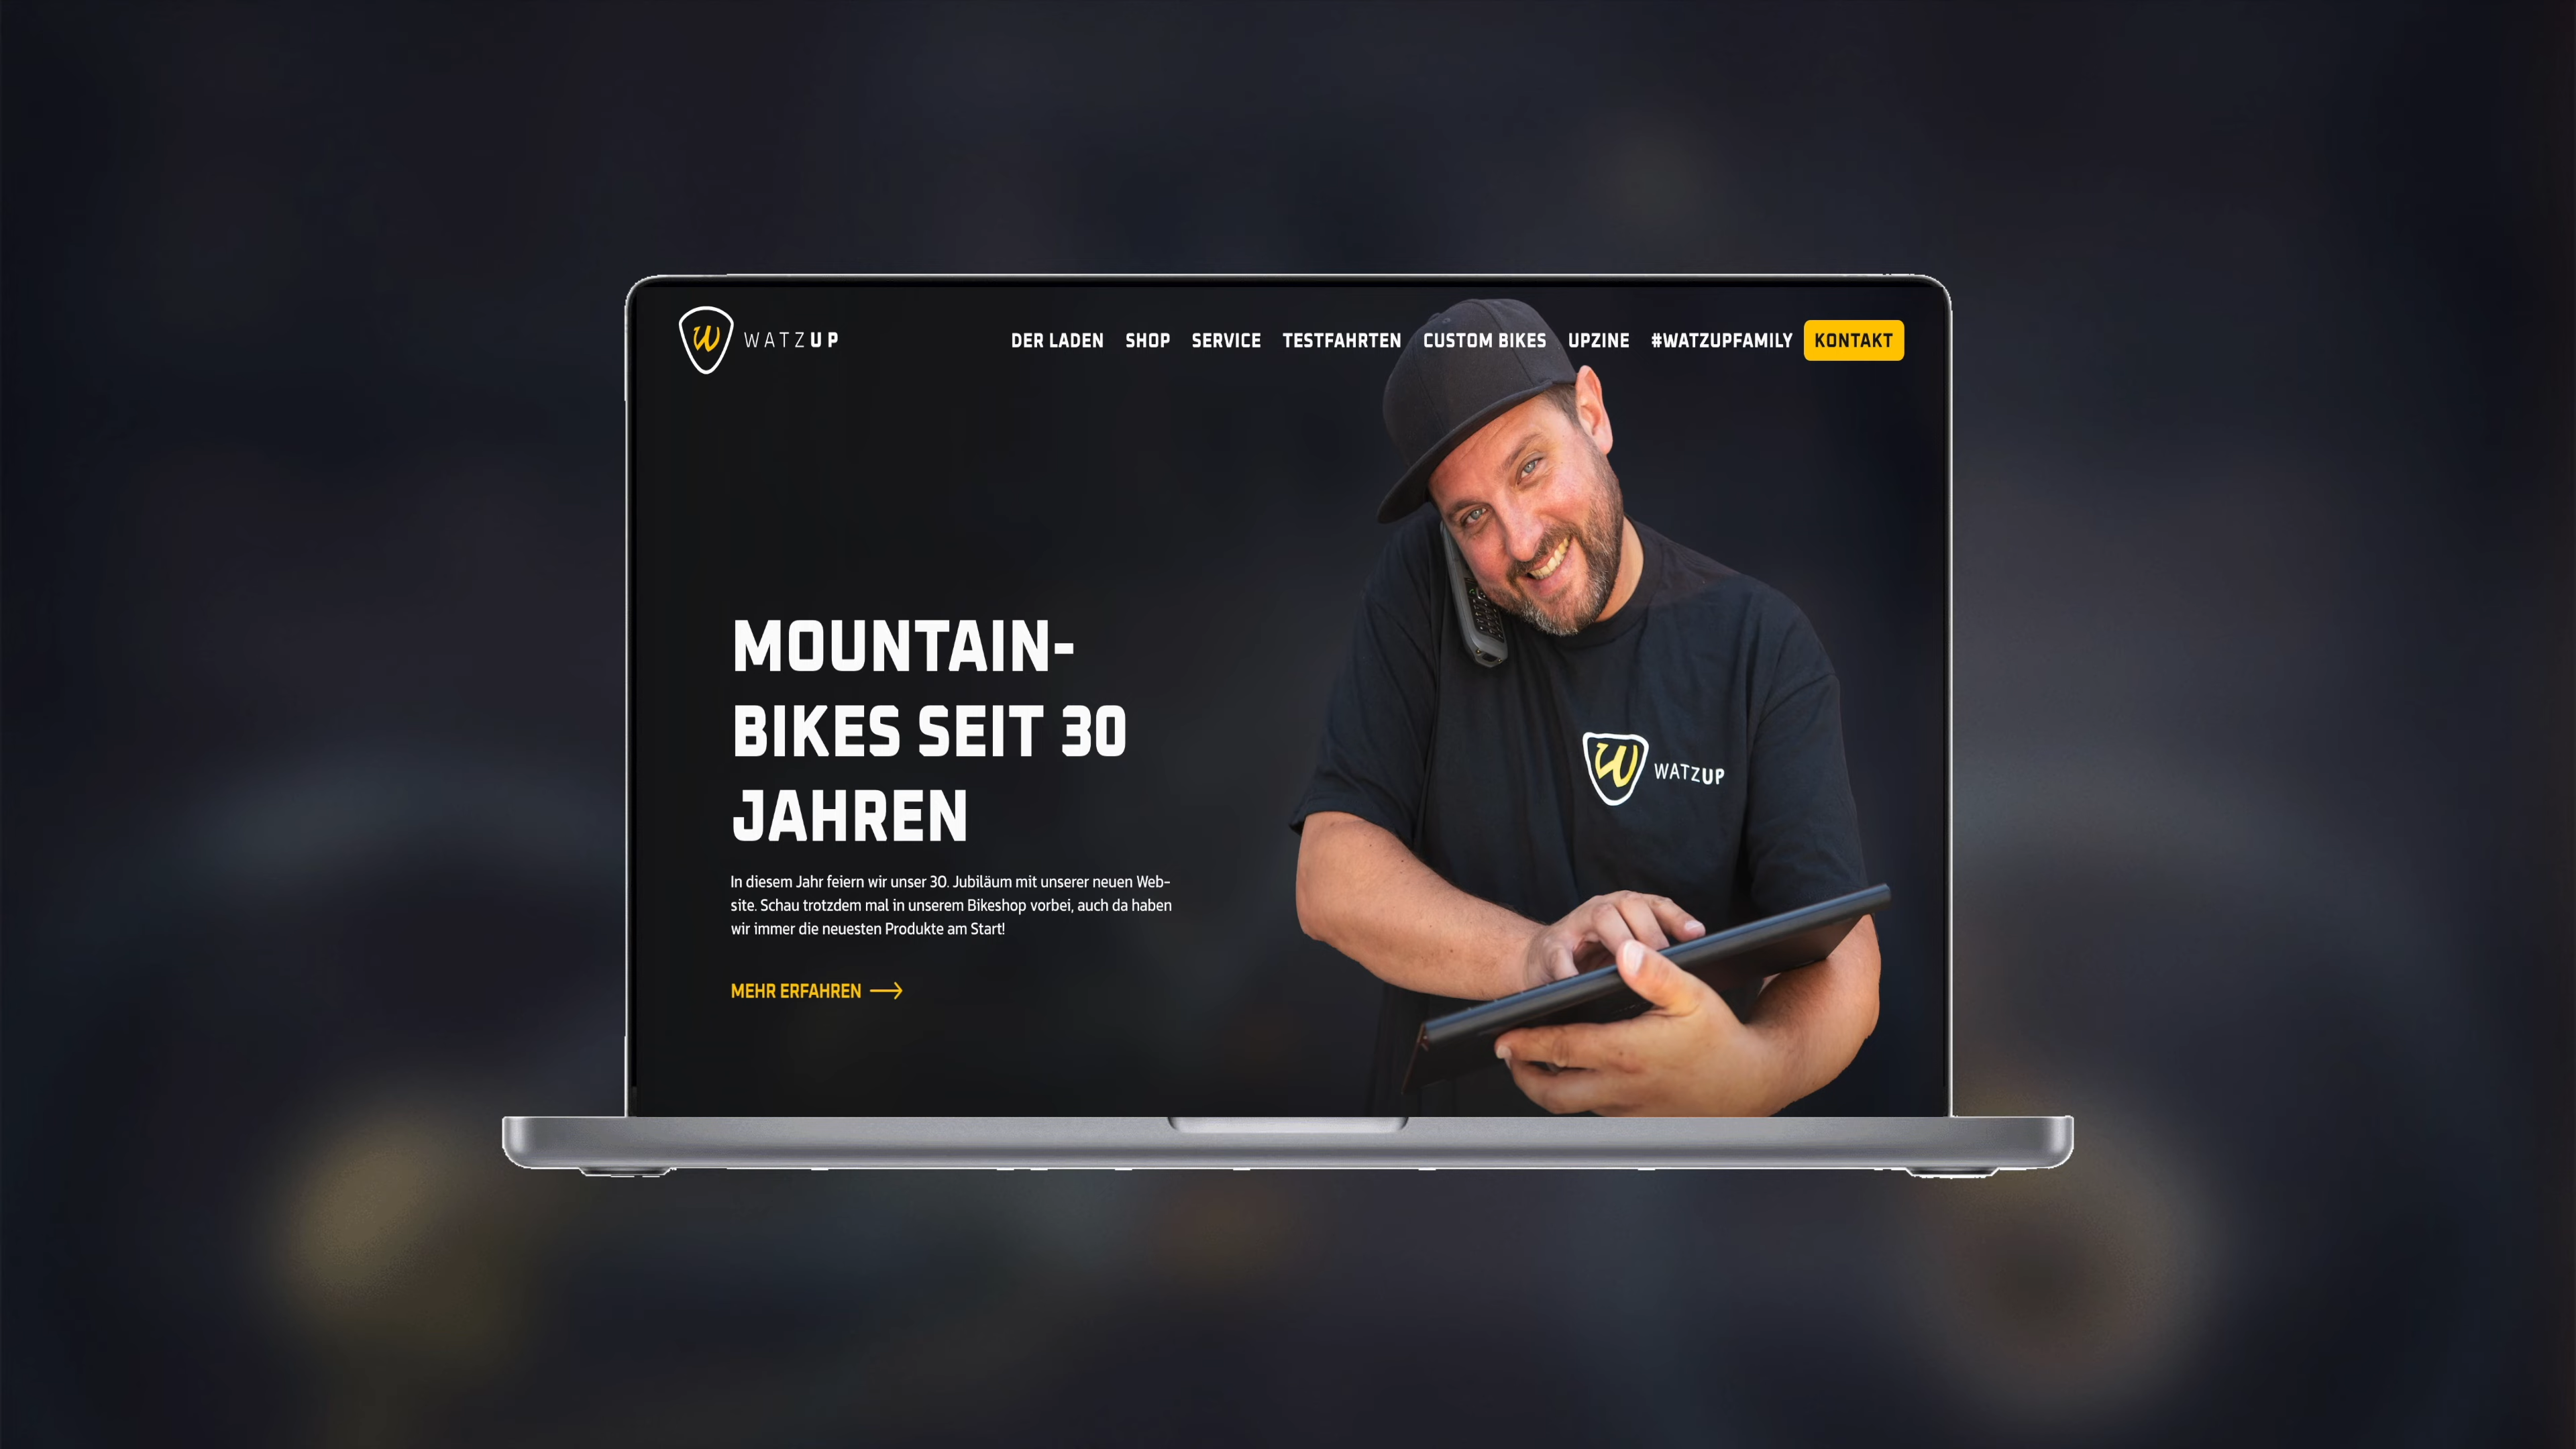 WATZUP
DER LADEN SHOP SERVICE TESTFAHRTEN CUSTOM BIKES UPZINE #WATZUPFAMILY KONTAKT
MOUNTAIN-
BIKES SEIT 30
JAHREN
In diesem Jahr feiern wir unser 30. Jubiläum mit unserer neuen Web-
site. Schau trotzdem mal in unserem Bikeshop vorbei, auch da haben
wir immer die neuesten Produkte am Start!
MEHR ERFAHREN
W WATZUP